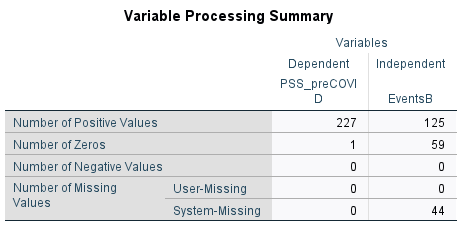 Variable Processing Summary
Variables
Dependent Independent
PSS_preCOVI
D EventsB
Number of Positive Values 227 125
Number of Zeros 1 59
Number of Negative Values 0 0
Number of Missing Values User-Missing 0 0
System-Missing 0 44